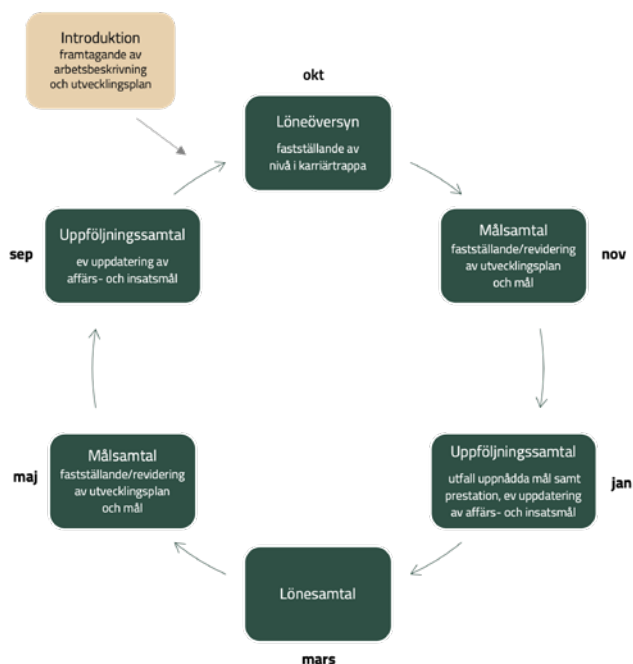 Introduktion
framtagande av
arbetsbeskrivning
och utvecklingsplan
okt
Löneöversyn
fastställande av
nivå i karriärtrappa
Målsamtal
fastställande/revidering
av utvecklingsplan
och mål
nov
Uppföljningssamtal
utfall uppnådda mål samt
prestation, ev uppdatering
av affärs- och insatsmål
jan
Lönesamtal
mars
Målsamtal
fastställande/revidering
av utvecklingsplan
och mål
maj
Uppföljningssamtal
ev uppdatering av
affärs- och insatsmål
sep